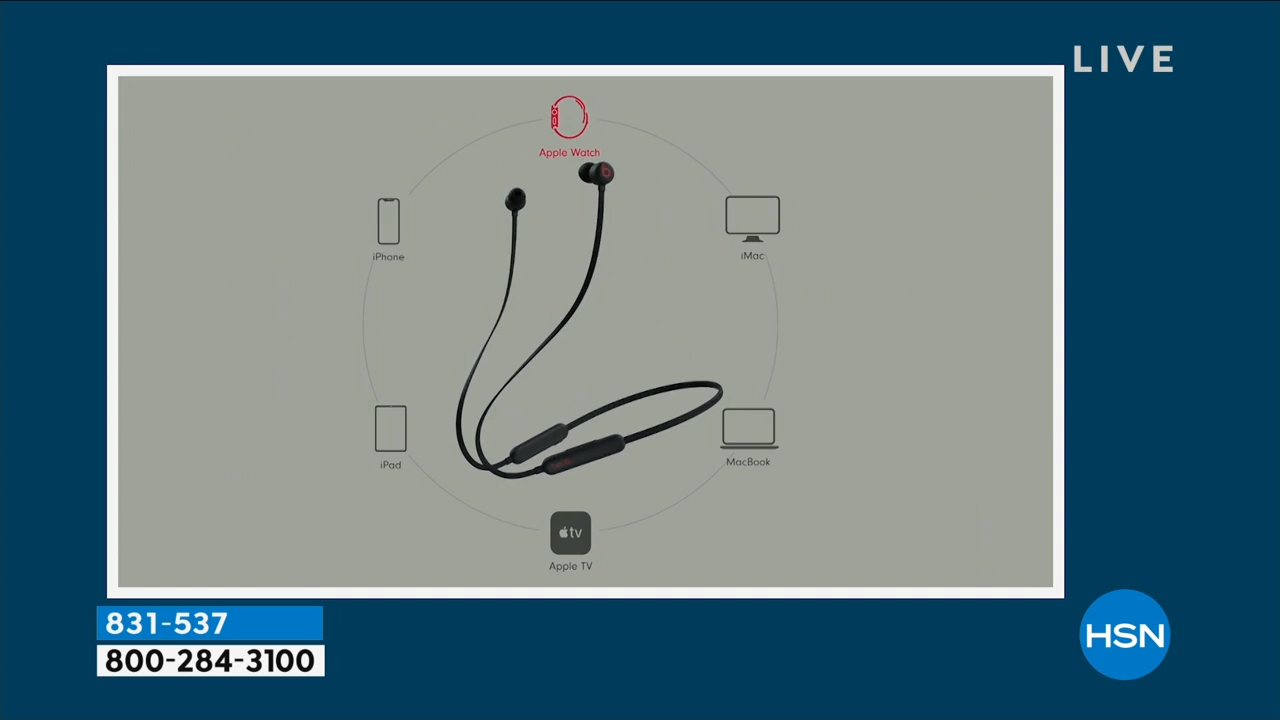 LIVE
Apple Watch
iPhone
iMac
iPad
MacBook
tv
Apple TV
831-537
800-284-3100
HSN